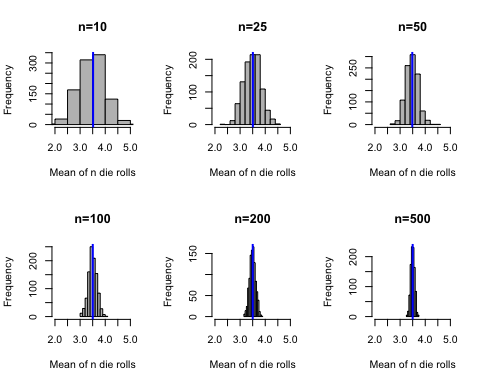 n=10
Frequency
0 150 300
2.0 3.0 4.0 5.0
Mean of n die rolls
n=25
Frequency
0 100 200
2.0 3.0 4.0 5.0
Mean of n die rolls
n=50
Frequency
0 100 250
2.0 3.0 4.0 5.0
Mean of n die rolls
n=100
Frequency
0 100 200
2.0 3.0 4.0 5.0
Mean of n die rolls
n=200
Frequency
0 50 150
2.0 3.0 4.0 5.0
Mean of n die rolls
n=500
Frequency
0 100 200
2.0 3.0 4.0 5.0
Mean of n die rolls